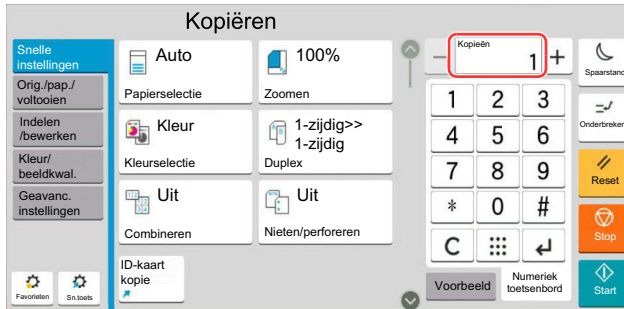 Kopiëren
Snelle
instellingen
Orig./pap./
voltooien
Indelen
/bewerken
Kleur/
beeldkwal.
Geavanc.
instellingen
Favorieten
Sn.toets
Auto
Papierselectie
100%
Zoomen
Kleur
Kleurselectie
1-zijdig>>
1-zijdig
Duplex
Uit
Combineren
Uit
Nieten/perforeren
ID-kaart
kopie
Kopieën
− 1 +
1 2 3
4 5 6
7 8 9
* 0 #
C
Voorbeeld
Numeriek
toetsenbord
Spaarstand
Onderbreken
Reset
Stop
Start